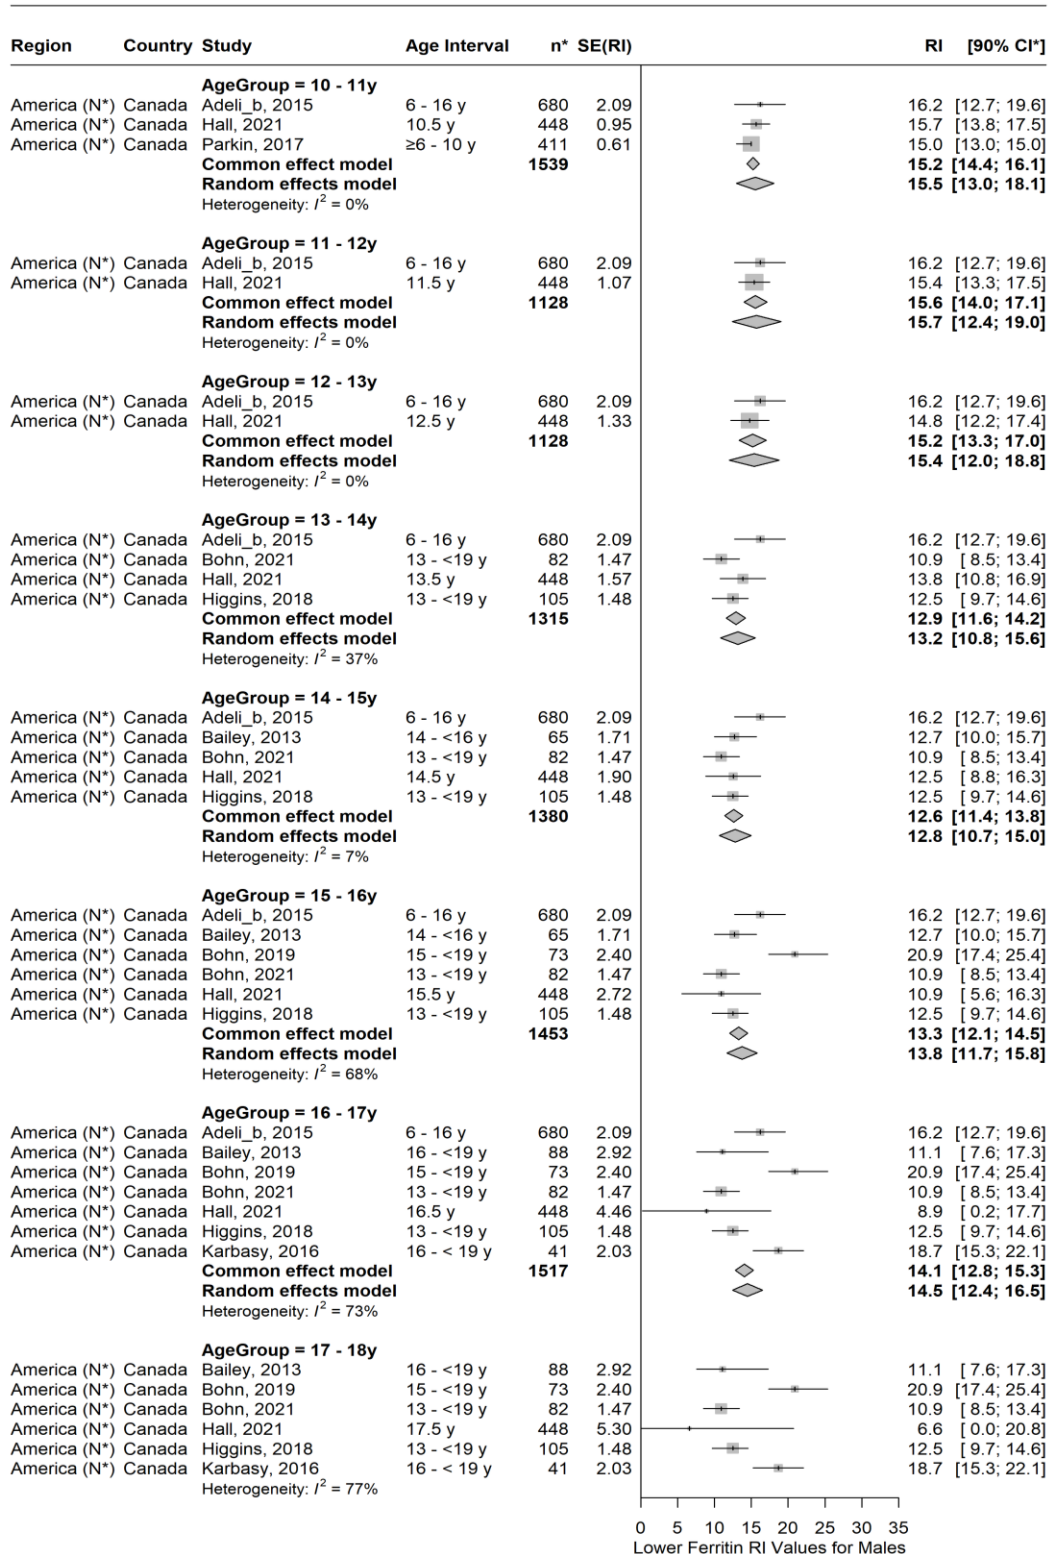 Region Country Study Age Interval n* SE(RI) RI [90% CI*]
AgeGroup = 10 - 11y
America (N*) Canada Adeli_b, 2015 6 - 16 y 680 2.09 16.2 [12.7; 19.6]
America (N*) Canada Hall, 2021 10.5 y 448 0.95 15.7 [13.8; 17.5]
America (N*) Canada Parkin, 2017 ≥6 - 10 y 411 0.61 15.0 [13.0; 15.0]
Common effect model 1539 15.2 [14.4; 16.1]
Random effects model 15.5 [13.0; 18.1]
Heterogeneity: I² = 0%
AgeGroup = 11 - 12y
America (N*) Canada Adeli_b, 2015 6 - 16 y 680 2.09 16.2 [12.7; 19.6]
America (N*) Canada Hall, 2021 11.5 y 448 1.07 15.4 [13.3; 17.5]
Common effect model 1128 15.6 [14.0; 17.1]
Random effects model 15.7 [12.4; 19.0]
Heterogeneity: I² = 0%
AgeGroup = 12 - 13y
America (N*) Canada Adeli_b, 2015 6 - 16 y 680 2.09 16.2 [12.7; 19.6]
America (N*) Canada Hall, 2021 12.5 y 448 1.33 14.8 [12.2; 17.4]
Common effect model 1128 15.2 [13.3; 17.0]
Random effects model 15.4 [12.0; 18.8]
Heterogeneity: I² = 0%
AgeGroup = 13 - 14y
America (N*) Canada Adeli_b, 2015 6 - 16 y 680 2.09 16.2 [12.7; 19.6]
America (N*) Canada Bohn, 2021 13 - <19 y 82 1.47 10.9 [ 8.5; 13.4]
America (N*) Canada Hall, 2021 13.5 y 448 1.57 13.8 [10.8; 16.9]
America (N*) Canada Higgins, 2018 13 - <19 y 105 1.48 12.5 [ 9.7; 14.6]
Common effect model 1315 12.9 [11.6; 14.2]
Random effects model 13.2 [10.8; 15.6]
Heterogeneity: I² = 37%
AgeGroup = 14 - 15y
America (N*) Canada Adeli_b, 2015 6 - 16 y 680 2.09 16.2 [12.7; 19.6]
America (N*) Canada Bailey, 2013 14 - <16 y 65 1.71 12.7 [10.0; 15.7]
America (N*) Canada Bohn, 2021 13 - <19 y 82 1.47 10.9 [ 8.5; 13.4]
America (N*) Canada Hall, 2021 14.5 y 448 1.90 12.5 [ 8.8; 16.3]
America (N*) Canada Higgins, 2018 13 - <19 y 105 1.48 12.5 [ 9.7; 14.6]
Common effect model 1380 12.6 [11.4; 13.8]
Random effects model 12.8 [10.7; 15.0]
Heterogeneity: I² = 7%
AgeGroup = 15 - 16y
America (N*) Canada Adeli_b, 2015 6 - 16 y 680 2.09 16.2 [12.7; 19.6]
America (N*) Canada Bailey, 2013 14 - <16 y 65 1.71 12.7 [10.0; 15.7]
America (N*) Canada Bohn, 2019 15 - <19 y 73 2.40 20.9 [17.4; 25.4]
America (N*) Canada Bohn, 2021 13 - <19 y 82 1.47 10.9 [ 8.5; 13.4]
America (N*) Canada Hall, 2021 15.5 y 448 2.72 10.9 [ 5.6; 16.3]
America (N*) Canada Higgins, 2018 13 - <19 y 105 1.48 12.5 [ 9.7; 14.6]
Common effect model 1453 13.3 [12.1; 14.5]
Random effects model 13.8 [11.7; 15.8]
Heterogeneity: I² = 68%
AgeGroup = 16 - 17y
America (N*) Canada Adeli_b, 2015 6 - 16 y 680 2.09 16.2 [12.7; 19.6]
America (N*) Canada Bailey, 2013 16 - <19 y 88 2.92 11.1 [ 7.6; 17.3]
America (N*) Canada Bohn, 2019 15 - <19 y 73 2.40 20.9 [17.4; 25.4]
America (N*) Canada Bohn, 2021 13 - <19 y 82 1.47 10.9 [ 8.5; 13.4]
America (N*) Canada Hall, 2021 16.5 y 448 4.46 8.9 [ 0.2; 17.7]
America (N*) Canada Higgins, 2018 13 - <19 y 105 1.48 12.5 [ 9.7; 14.6]
America (N*) Canada Karbasy, 2016 16 - < 19 y 41 2.03 18.7 [15.3; 22.1]
Common effect model 1517 14.1 [12.8; 15.3]
Random effects model 14.5 [12.4; 16.5]
Heterogeneity: I² = 73%
AgeGroup = 17 - 18y
America (N*) Canada Bailey, 2013 16 - <19 y 88 2.92 11.1 [ 7.6; 17.3]
America (N*) Canada Bohn, 2019 15 - <19 y 73 2.40 20.9 [17.4; 25.4]
America (N*) Canada Bohn, 2021 13 - <19 y 82 1.47 10.9 [ 8.5; 13.4]
America (N*) Canada Hall, 2021 17.5 y 448 5.30 6.6 [ 0.0; 20.8]
America (N*) Canada Higgins, 2018 13 - <19 y 105 1.48 12.5 [ 9.7; 14.6]
America (N*) Canada Karbasy, 2016 16 - < 19 y 41 2.03 18.7 [15.3; 22.1]
Heterogeneity: I² = 77%
0 5 10 15 20 25 30 35
Lower Ferritin RI Values for Males